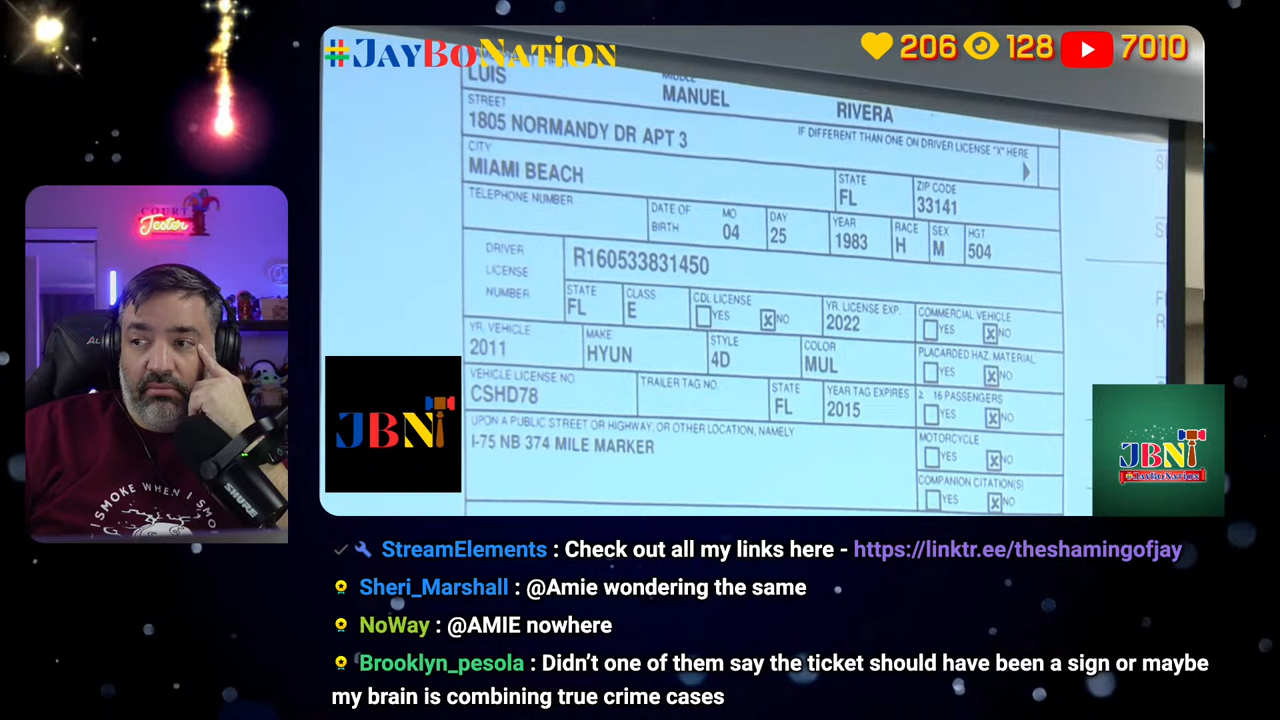 #JAYBONATION
206 128 7010
LUIS MIDDLE MANUEL RIVERA
STREET
1805 NORMANDY DR APT 3
IF DIFFERENT THAN ONE ON DRIVER LICENSE "X" HERE
CITY
MIAMI BEACH
STATE
FL
ZIP CODE
33141
TELEPHONE NUMBER
DATE OF BIRTH
MO
04
DAY
25
YEAR
1983
RACE
H
SEX
M
HGT
504
DRIVER
LICENSE
NUMBER
R160533831450
STATE
FL
CLASS
E
CDL LICENSE
YES X NO
YR. LICENSE EXP.
2022
COMMERCIAL VEHICLE
YES X NO
YR. VEHICLE
2011
MAKE
HYUN
STYLE
4D
COLOR
MUL
PLACARDED HAZ. MATERIAL
YES X NO
VEHICLE LICENSE NO.
CSHD78
TRAILER TAG NO.
STATE
FL
YEAR TAG EXPIRES
2015
≥ 16 PASSENGERS
YES X NO
UPON A PUBLIC STREET OR HIGHWAY, OR OTHER LOCATION, NAMELY
I-75 NB 374 MILE MARKER
MOTORCYCLE
YES X NO
COMPANION CITATION(S)
YES X NO
COURT
Jester
SHURE
I SMOKE WHEN I SMO
JBN
JBN
#JAYBONATION
StreamElements : Check out all my links here - https://linktr.ee/theshamingofjay
Sheri_Marshall : @Amie wondering the same
NoWay : @AMIE nowhere
Brooklyn_pesola : Didn't one of them say the ticket should have been a sign or maybe
my brain is combining true crime cases